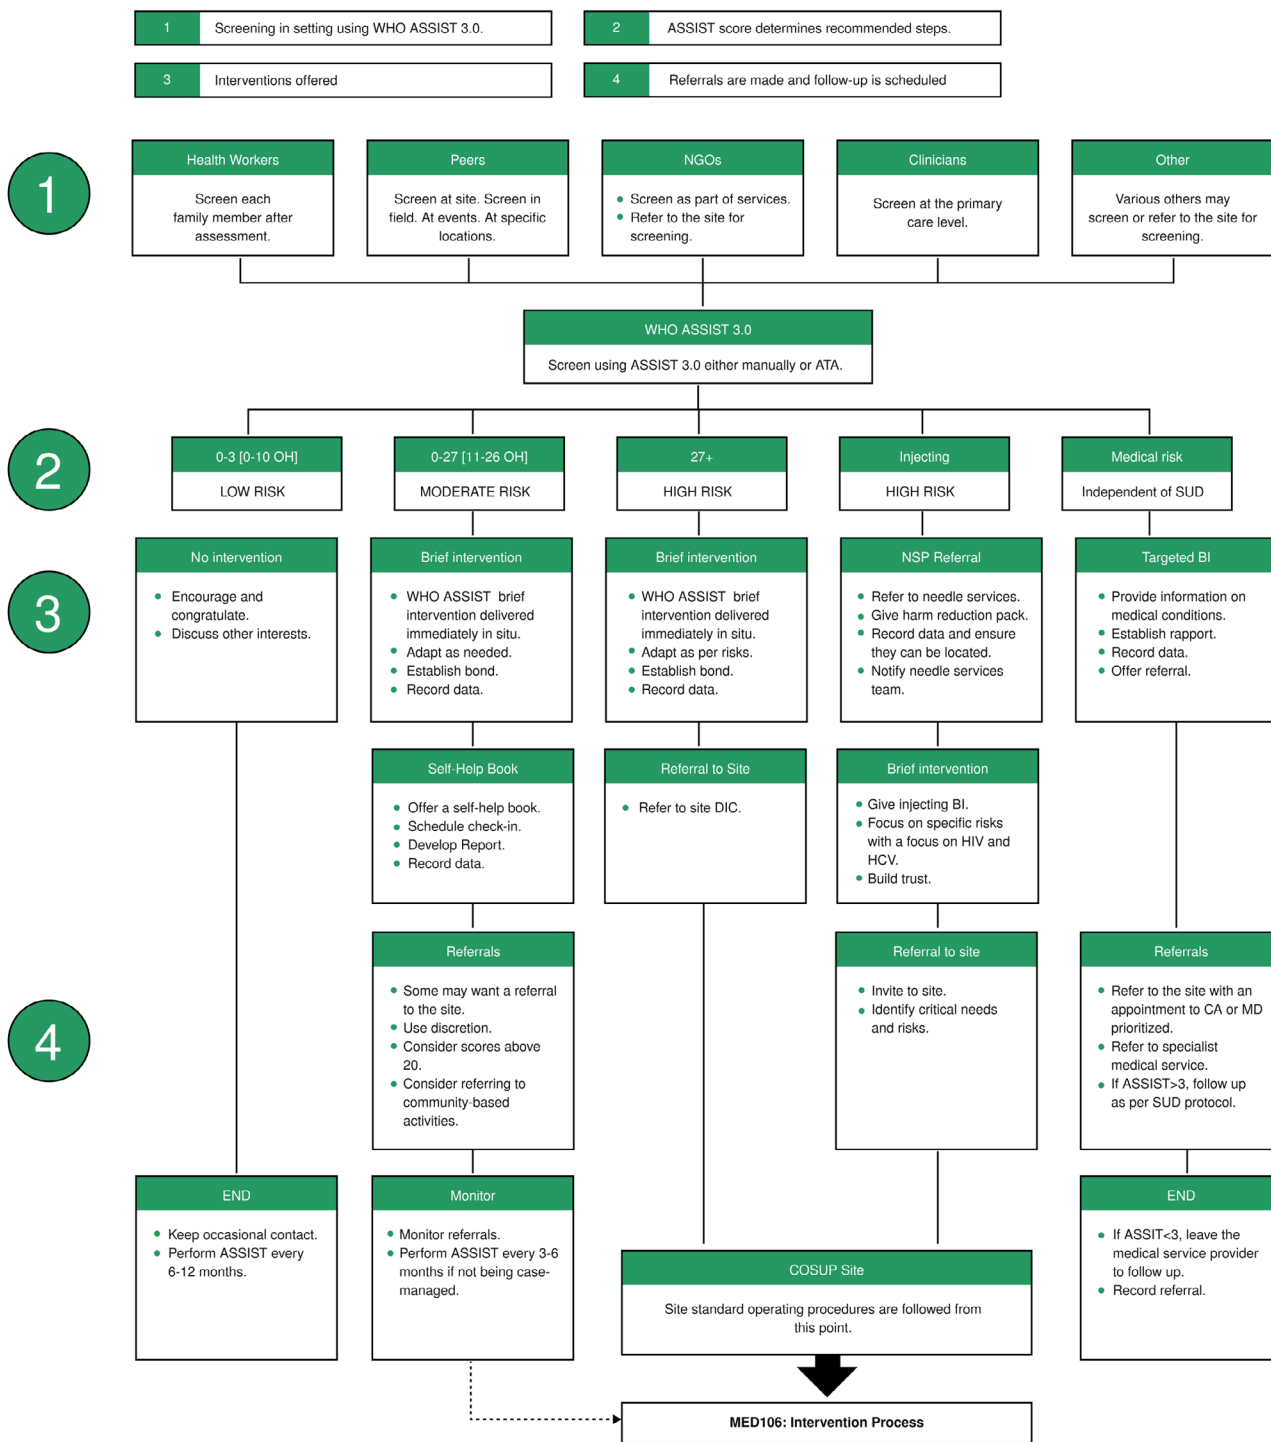 1 Screening in setting using WHO ASSIST 3.0.
2 ASSIST score determines recommended steps.
3 Interventions offered
4 Referrals are made and follow-up is scheduled
1
Health Workers
Screen each
family member after
assessment.
Peers
Screen at site. Screen in
field. At events. At specific
locations.
NGOs
• Screen as part of services.
• Refer to the site for
screening.
Clinicians
Screen at the primary
care level.
Other
Various others may
screen or refer to the site for
screening.
WHO ASSIST 3.0
Screen using ASSIST 3.0 either manually or ATA.
2
0-3 [0-10 OH]
LOW RISK
0-27 [11-26 OH]
MODERATE RISK
27+
HIGH RISK
Injecting
HIGH RISK
Medical risk
Independent of SUD
3
No intervention
• Encourage and
congratulate.
• Discuss other interests.
Brief intervention
• WHO ASSIST brief
intervention delivered
immediately in situ.
• Adapt as needed.
• Establish bond.
• Record data.
Brief intervention
• WHO ASSIST brief
intervention delivered
immediately in situ.
• Adapt as per risks.
• Establish bond.
• Record data.
NSP Referral
• Refer to needle services.
• Give harm reduction pack.
• Record data and ensure
they can be located.
• Notify needle services
team.
Targeted BI
• Provide information on
medical conditions.
• Establish rapport.
• Record data.
• Offer referral.
Self-Help Book
• Offer a self-help book.
• Schedule check-in.
• Develop Report.
• Record data.
Referral to Site
• Refer to site DIC.
Brief intervention
• Give injecting BI.
• Focus on specific risks
with a focus on HIV and
HCV.
• Build trust.
4
Referrals
• Some may want a referral
to the site.
• Use discretion.
• Consider scores above
20.
• Consider referring to
community-based
activities.
Referral to site
• Invite to site.
• Identify critical needs
and risks.
Referrals
• Refer to the site with an
appointment to CA or MD
prioritized.
• Refer to specialist
medical service.
• If ASSIST>3, follow up
as per SUD protocol.
END
• Keep occasional contact.
• Perform ASSIST every
6-12 months.
Monitor
• Monitor referrals.
• Perform ASSIST every 3-6
months if not being case-
managed.
COSUP Site
Site standard operating procedures are followed from
this point.
END
• If ASSIT<3, leave the
medical service provider
to follow up.
• Record referral.
MED106: Intervention Process